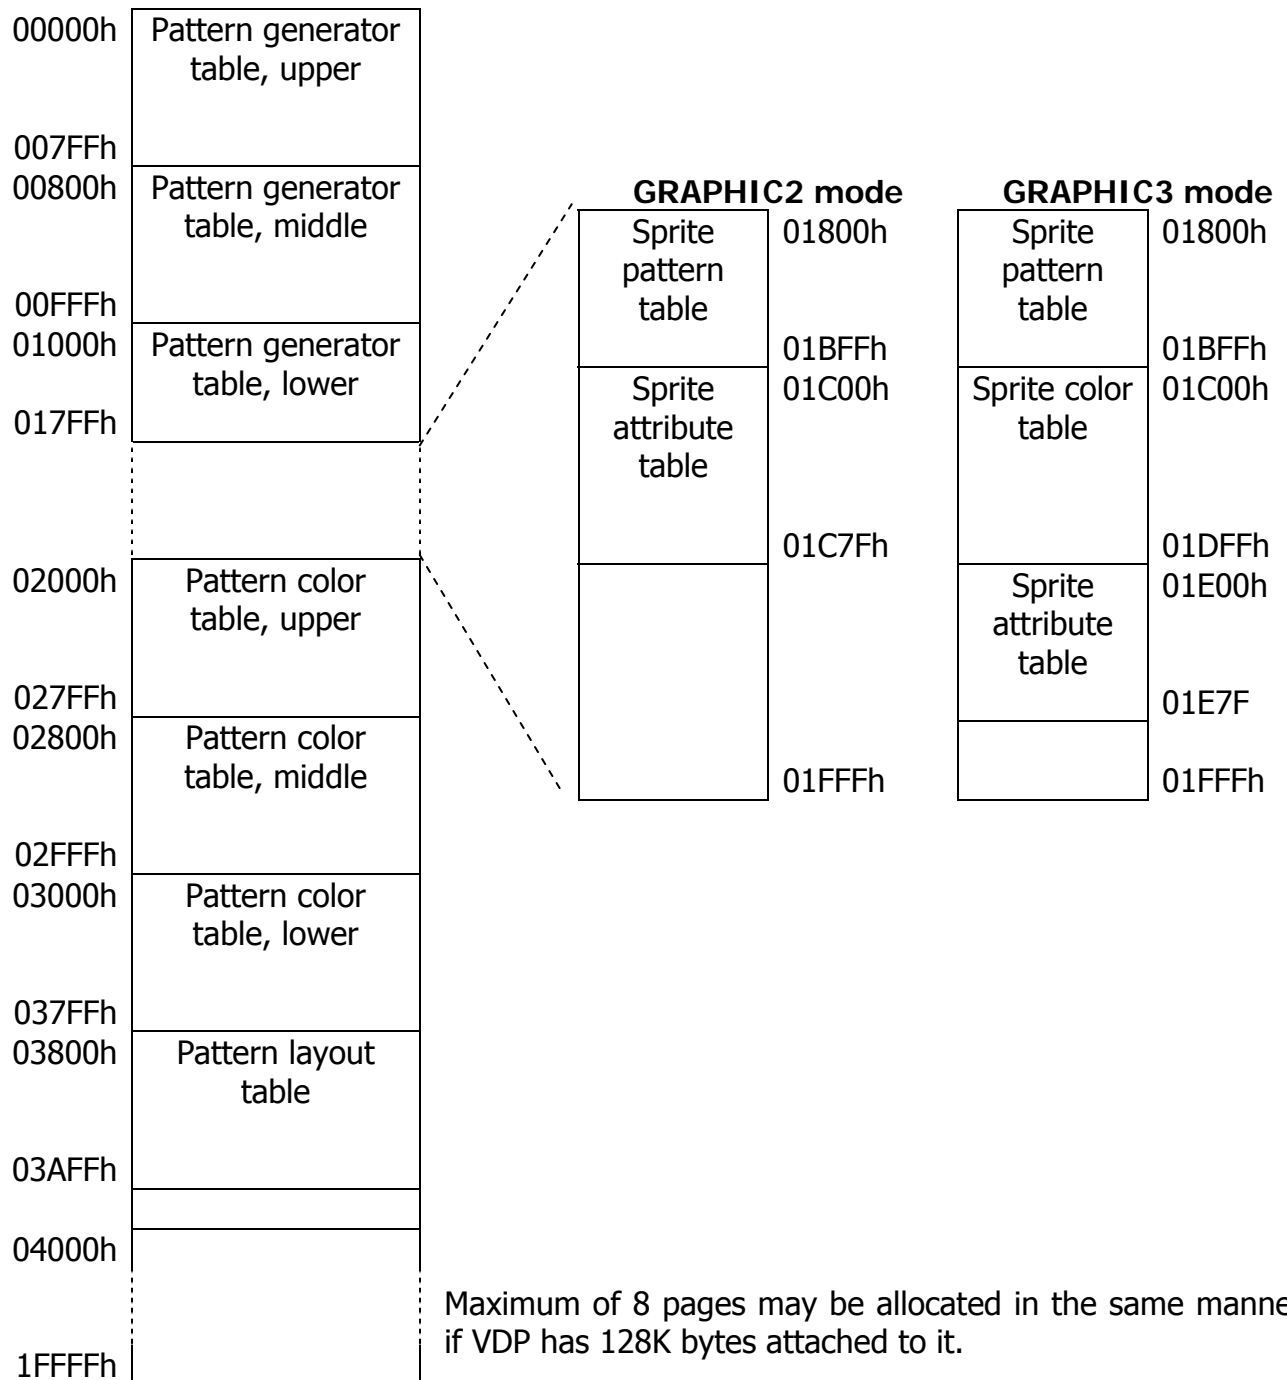 00000h
Pattern generator
table, upper
007FFh
00800h
Pattern generator
table, middle
00FFFh
01000h
Pattern generator
table, lower
017FFh
02000h
Pattern color
table, upper
027FFh
02800h
Pattern color
table, middle
02FFFh
03000h
Pattern color
table, lower
037FFh
03800h
Pattern layout
table
03AFFh
04000h
1FFFFh
GRAPHIC2 mode
Sprite
pattern
table
01800h
01BFFh
Sprite
attribute
table
01C00h
01C7Fh
01FFFh
GRAPHIC3 mode
Sprite
pattern
table
01800h
01BFFh
Sprite color
table
01C00h
01DFFh
Sprite
attribute
table
01E00h
01E7F
01FFFh
Maximum of 8 pages may be allocated in the same manne
if VDP has 128K bytes attached to it.